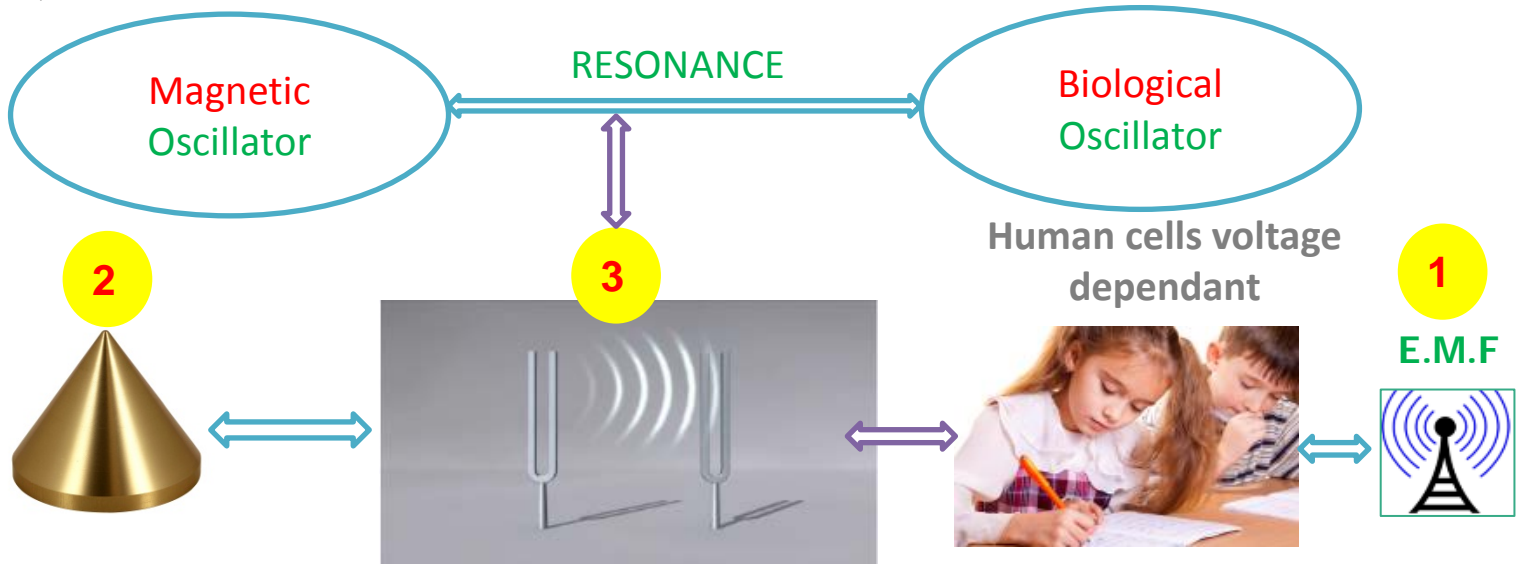 RESONANCE
Magnetic
Oscillator
Biological
Oscillator
Human cells voltage
dependant
2
3
1
E.M.F